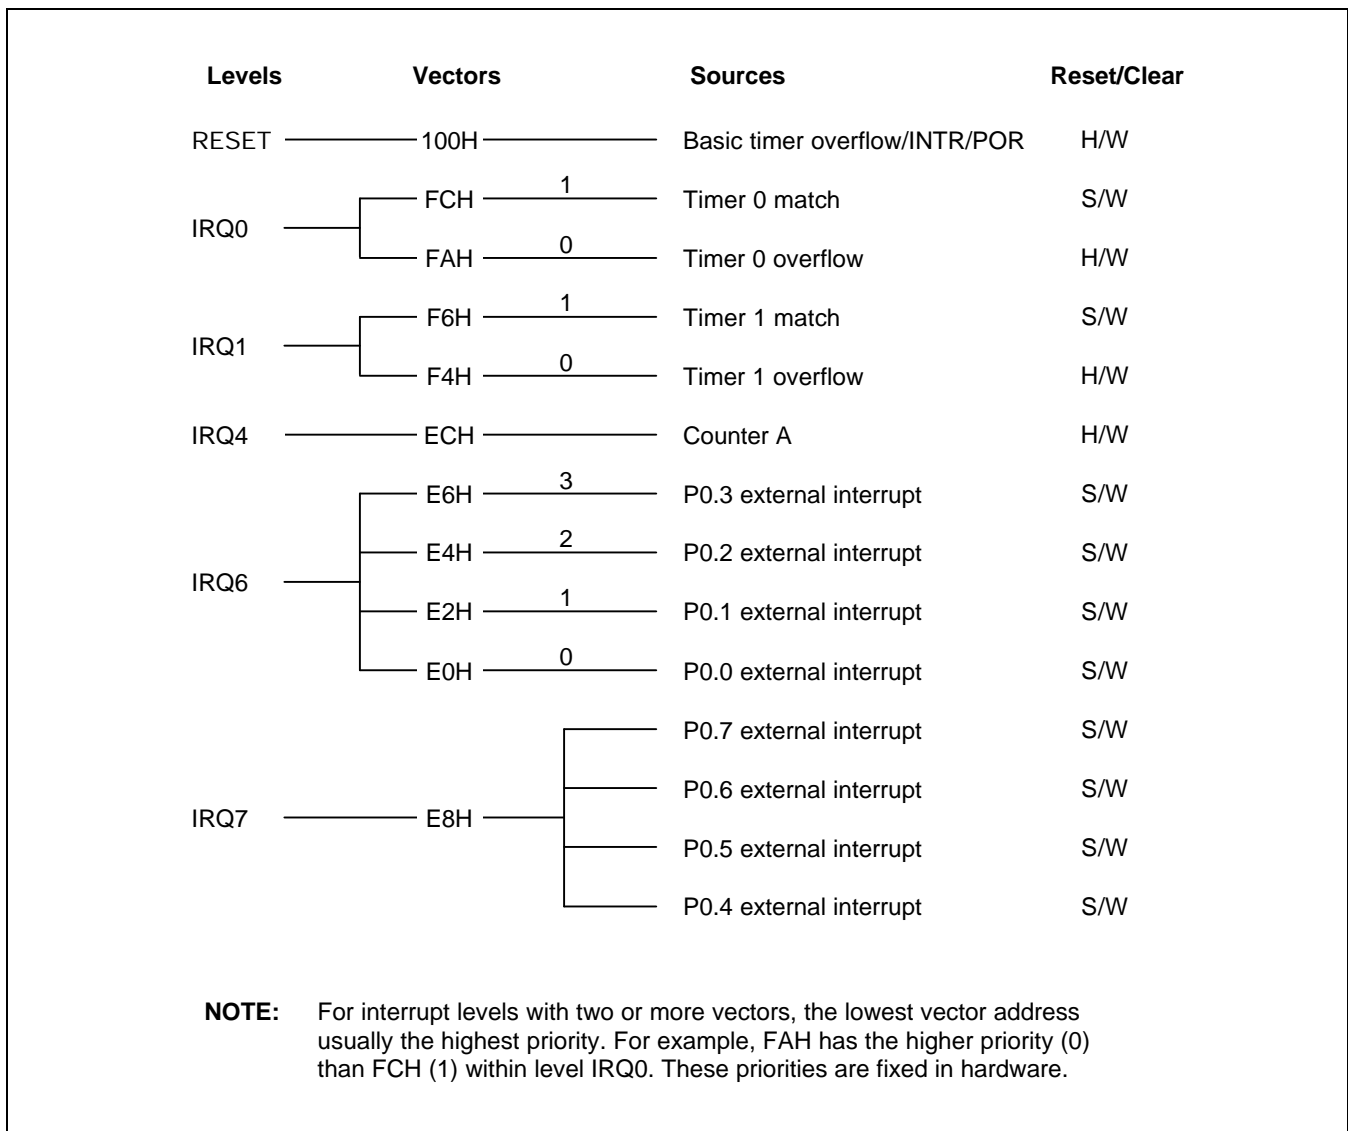 Levels Vectors Sources Reset/Clear
RESET 100H Basic timer overflow/INTR/POR H/W
FCH 1 Timer 0 match S/W
IRQ0
FAH 0 Timer 0 overflow H/W
F6H 1 Timer 1 match S/W
IRQ1
F4H 0 Timer 1 overflow H/W
IRQ4 ECH Counter A H/W
E6H 3 P0.3 external interrupt S/W
E4H 2 P0.2 external interrupt S/W
IRQ6
E2H 1 P0.1 external interrupt S/W
E0H 0 P0.0 external interrupt S/W
P0.7 external interrupt S/W
P0.6 external interrupt S/W
IRQ7 E8H
P0.5 external interrupt S/W
P0.4 external interrupt S/W
NOTE: For interrupt levels with two or more vectors, the lowest vector address
usually the highest priority. For example, FAH has the higher priority (0)
than FCH (1) within level IRQ0. These priorities are fixed in hardware.